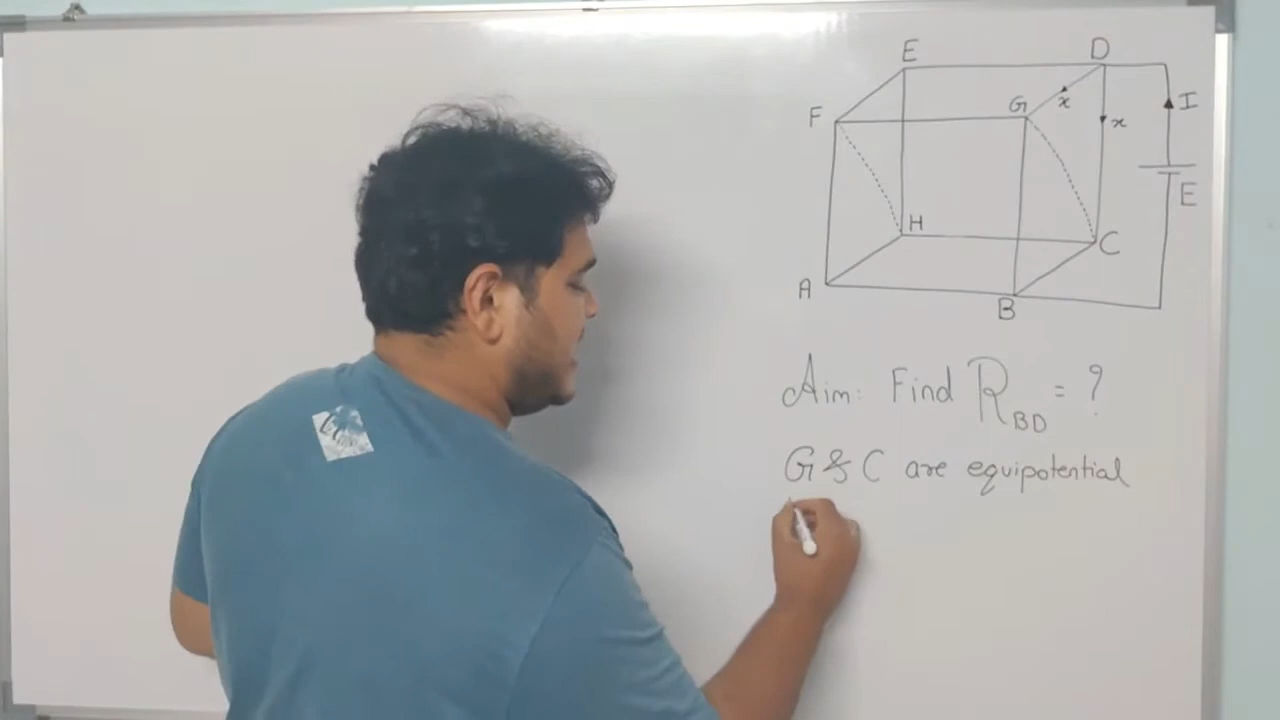 E
D
F
G
x
x
I
E
H
C
A
B
Aim: Find R_BD = ?
G & C are equipotential